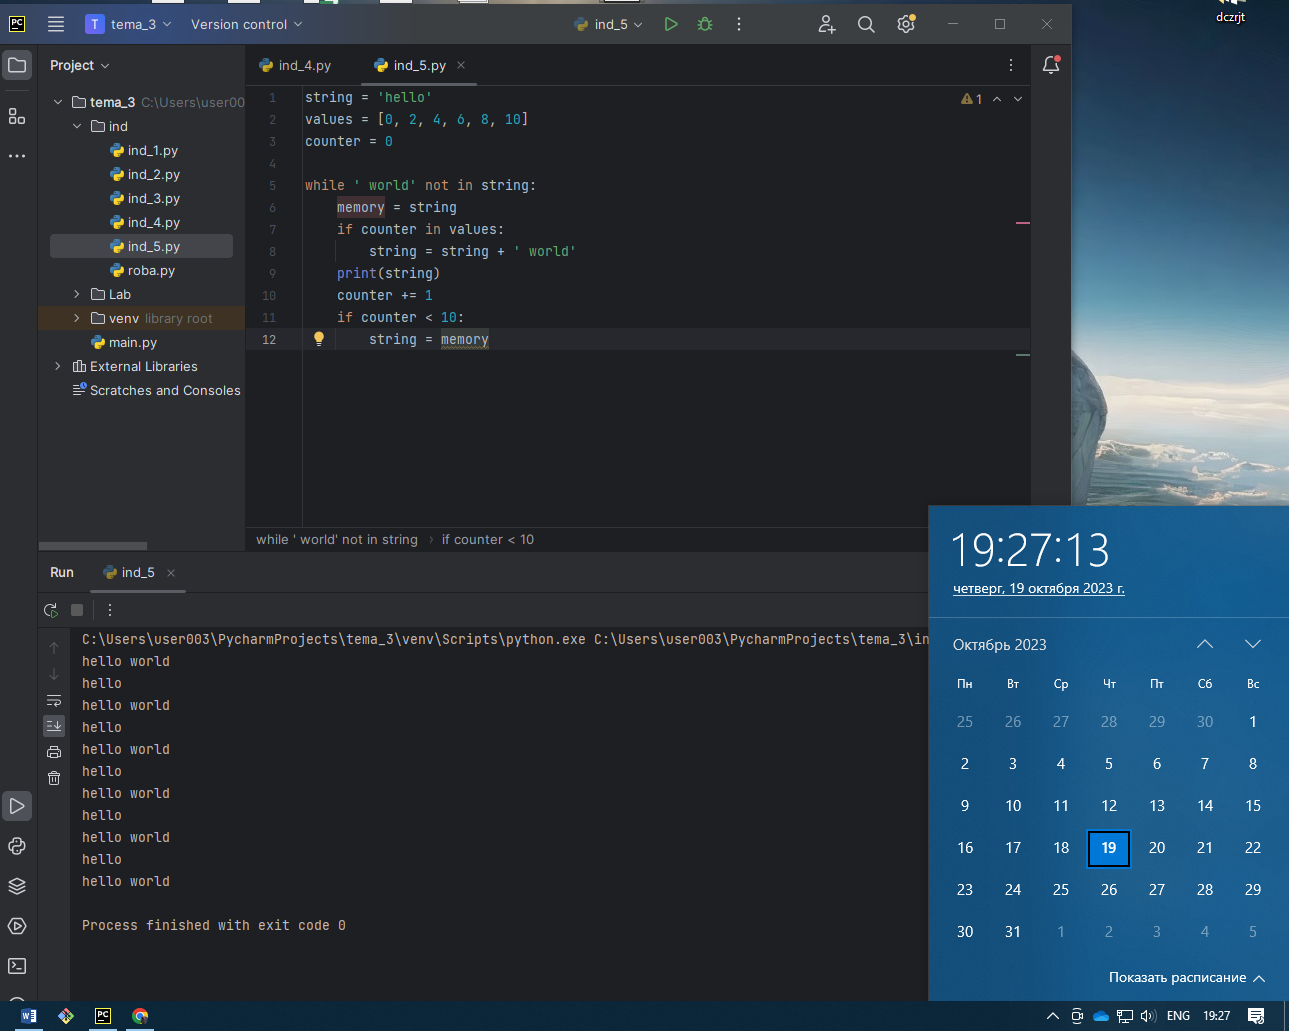 dczrjt
PC
T tema_3
Version control
ind_5
Project
ind_4.py
ind_5.py
tema_3 C:\Users\user00
ind
ind_1.py
ind_2.py
ind_3.py
ind_4.py
ind_5.py
roba.py
Lab
venv library root
main.py
External Libraries
Scratches and Consoles
1 string = 'hello'
2 values = [0, 2, 4, 6, 8, 10]
3 counter = 0
4
5 while ' world' not in string:
6 memory = string
7 if counter in values:
8 string = string + ' world'
9 print(string)
10 counter += 1
11 if counter < 10:
12 string = memory
1
while ' world' not in string
if counter < 10
Run
ind_5
C:\Users\user003\PycharmProjects\tema_3\venv\Scripts\python.exe C:\Users\user003\PycharmProjects\tema_3\in
hello world
hello
hello world
hello
hello world
hello
hello world
hello
hello world
hello
hello world
Process finished with exit code 0
19:27:13
четверг, 19 октября 2023 г.
Октябрь 2023
Пн Вт Ср Чт Пт Сб Вс
25 26 27 28 29 30 1
2 3 4 5 6 7 8
9 10 11 12 13 14 15
16 17 18 19 20 21 22
23 24 25 26 27 28 29
30 31 1 2 3 4 5
Показать расписание
W
PC
ENG
19:27